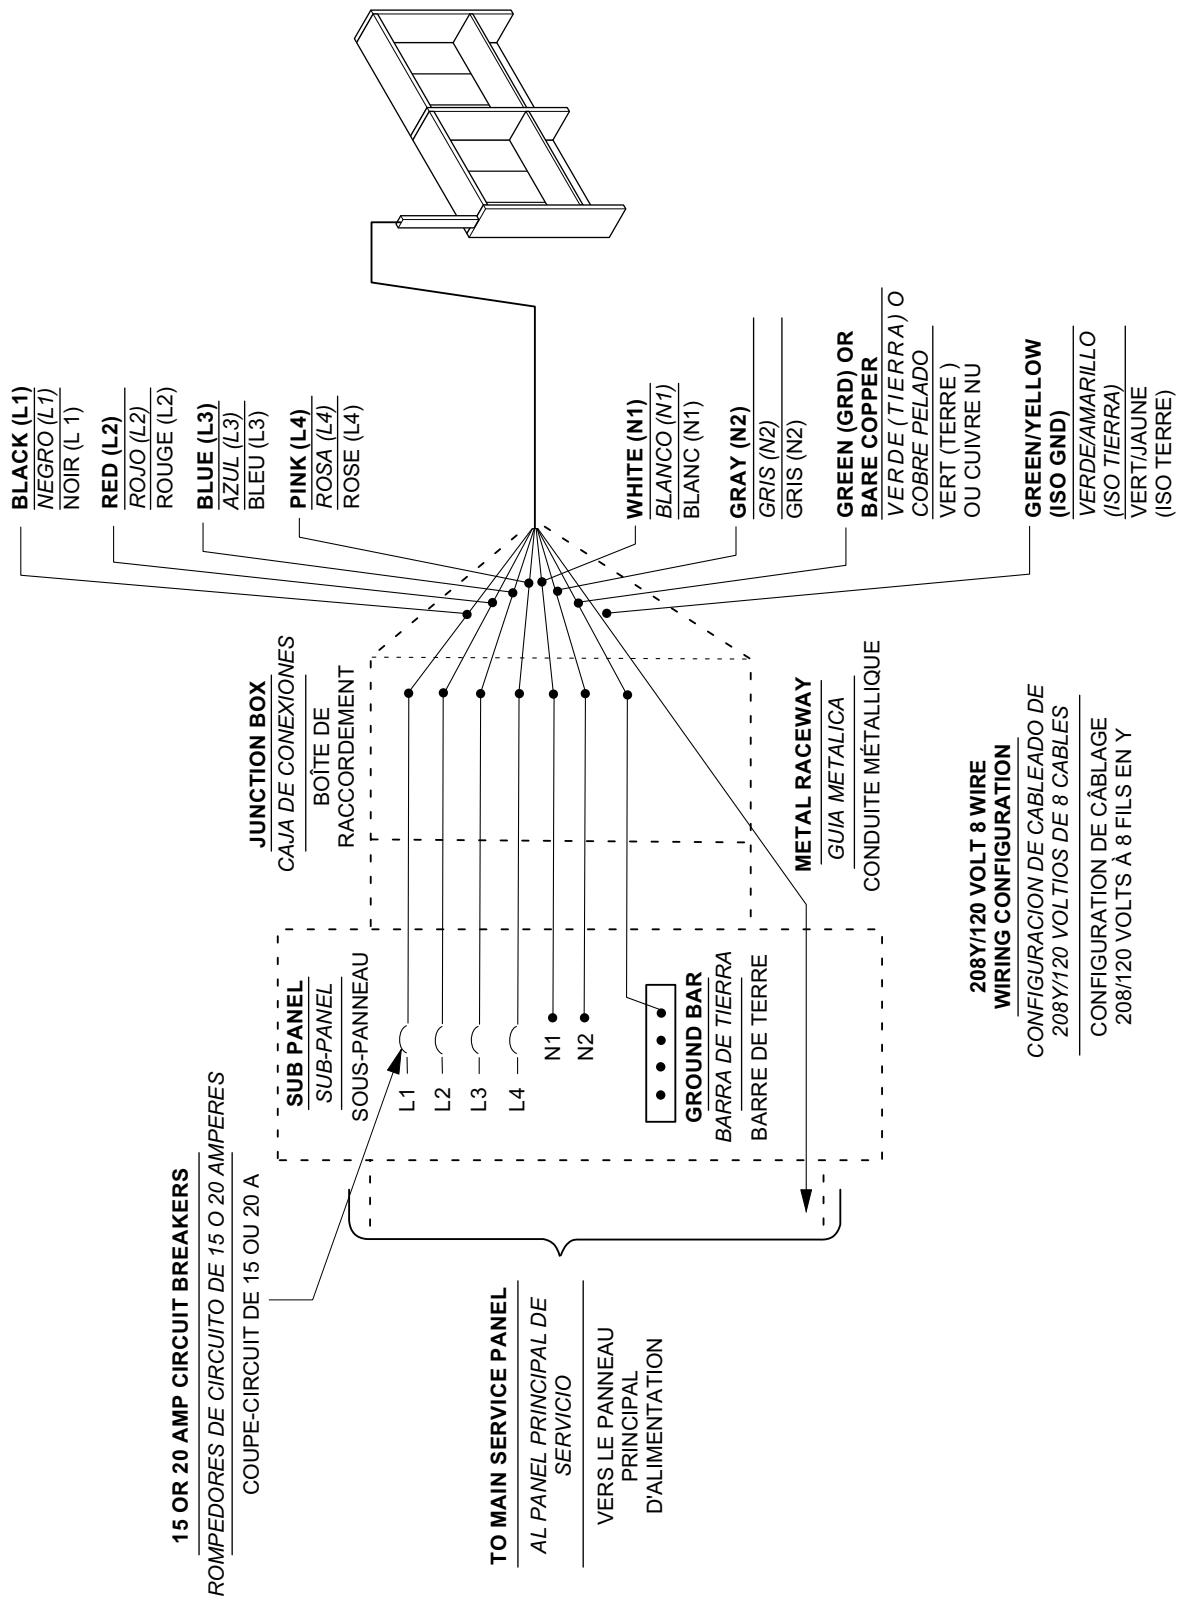 15 OR 20 AMP CIRCUIT BREAKERS
ROMPEDORES DE CIRCUITO DE 15 O 20 AMPERES
COUPE-CIRCUIT DE 15 OU 20 A
SUB PANEL
SUB-PANEL
SOUS-PANNEAU
JUNCTION BOX
CAJA DE CONEXIONES
BOÎTE DE
RACCORDEMENT
BLACK (L1)
NEGRO (L1)
NOIR (L 1)
RED (L2)
ROJO (L2)
ROUGE (L2)
BLUE (L3)
AZUL (L3)
BLEU (L3)
PINK (L4)
ROSA (L4)
ROSE (L4)
L1
L2
L3
L4
N1
N2
WHITE (N1)
BLANCO (N1)
BLANC (N1)
GRAY (N2)
GRIS (N2)
GRIS (N2)
GREEN (GRD) OR
BARE COPPER
VERDE (TIERRA) O
COBRE PELADO
VERT (TERRE )
OU CUIVRE NU
GREEN/YELLOW
(ISO GND)
VERDE/AMARILLO
(ISO TIERRA)
VERT/JAUNE
(ISO TERRE)
TO MAIN SERVICE PANEL
AL PANEL PRINCIPAL DE
SERVICIO
VERS LE PANNEAU
PRINCIPAL
D'ALIMENTATION
GROUND BAR
BARRA DE TIERRA
BARRE DE TERRE
METAL RACEWAY
GUIA METALICA
CONDUITE MÉTALLIQUE
208Y/120 VOLT 8 WIRE
WIRING CONFIGURATION
CONFIGURACION DE CABLEADO DE
208Y/120 VOLTIOS DE 8 CABLES
CONFIGURATION DE CÂBLAGE
208/120 VOLTS À 8 FILS EN Y